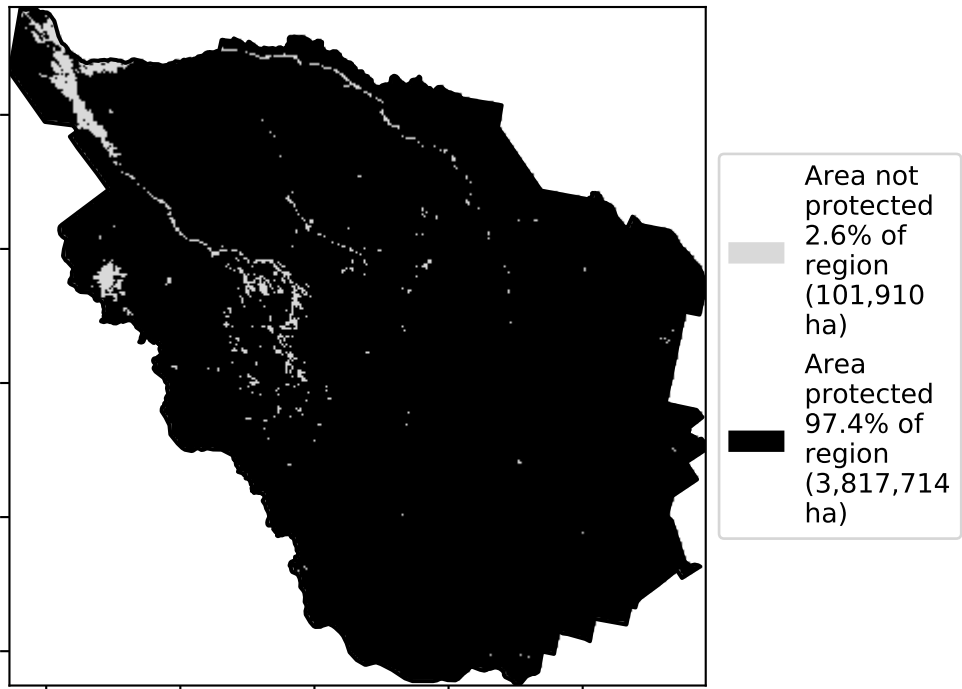 Area not
protected
2.6% of
region
(101,910
ha)
Area
protected
97.4% of
region
(3,817,714
ha)